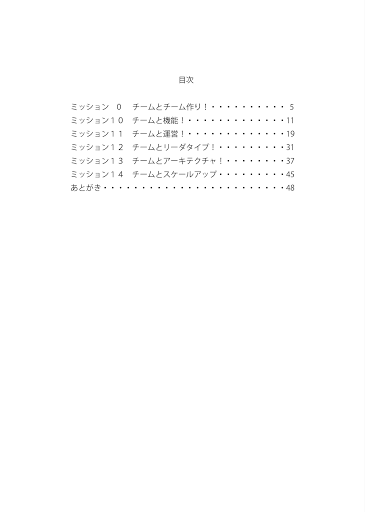 目次
ミッション　０　チームとチーム作り！・・・・・・・・・・ 5
ミッション１０　チームと機能！・・・・・・・・・・・・・11
ミッション１１　チームと運営！・・・・・・・・・・・・・19
ミッション１２　チームとリーダタイプ！・・・・・・・・・31
ミッション１３　チームとアーキテクチャ！・・・・・・・・37
ミッション１４　チームとスケールアップ・・・・・・・・・45
あとがき・・・・・・・・・・・・・・・・・・・・・・・・48